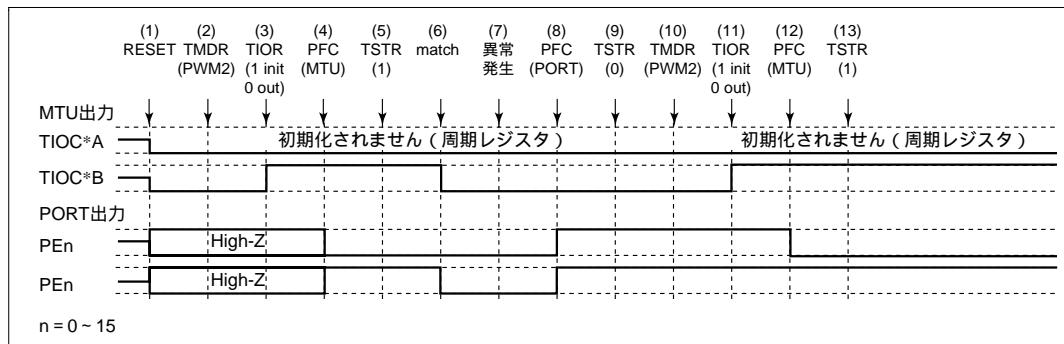 (1) (2) (3) (4) (5) (6) (7) (8) (9) (10) (11) (12) (13)
RESET TMDR TIOR PFC TSTR match 異常 PFC TSTR TMDR TIOR PFC TSTR
(PWM2) (1 init (MTU) (1) 発生 (PORT) (0) (PWM2) (1 init (MTU) (1)
0 out) 0 out)
MTU出力
TIOC*A 初期化されません（周期レジスタ） 初期化されません（周期レジスタ）
TIOC*B
PORT出力
PEn High-Z
PEn High-Z
n = 0 ~ 15